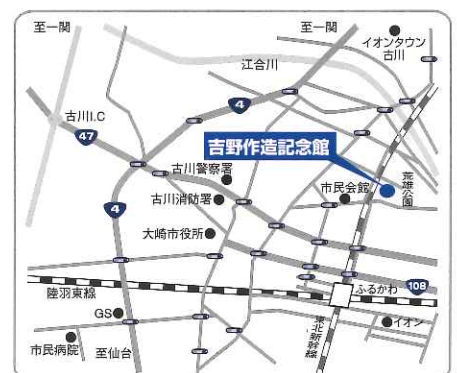 至一関
至一関
イオンタウン
古川
江合川
古川I.C
4
47
吉野作造記念館
古川警察署
古川消防署
市民会館
荒雄公園
4
大崎市役所
108
ふるかわ
陸羽東線
GS
東北新幹線
イオン
市民病院
至仙台